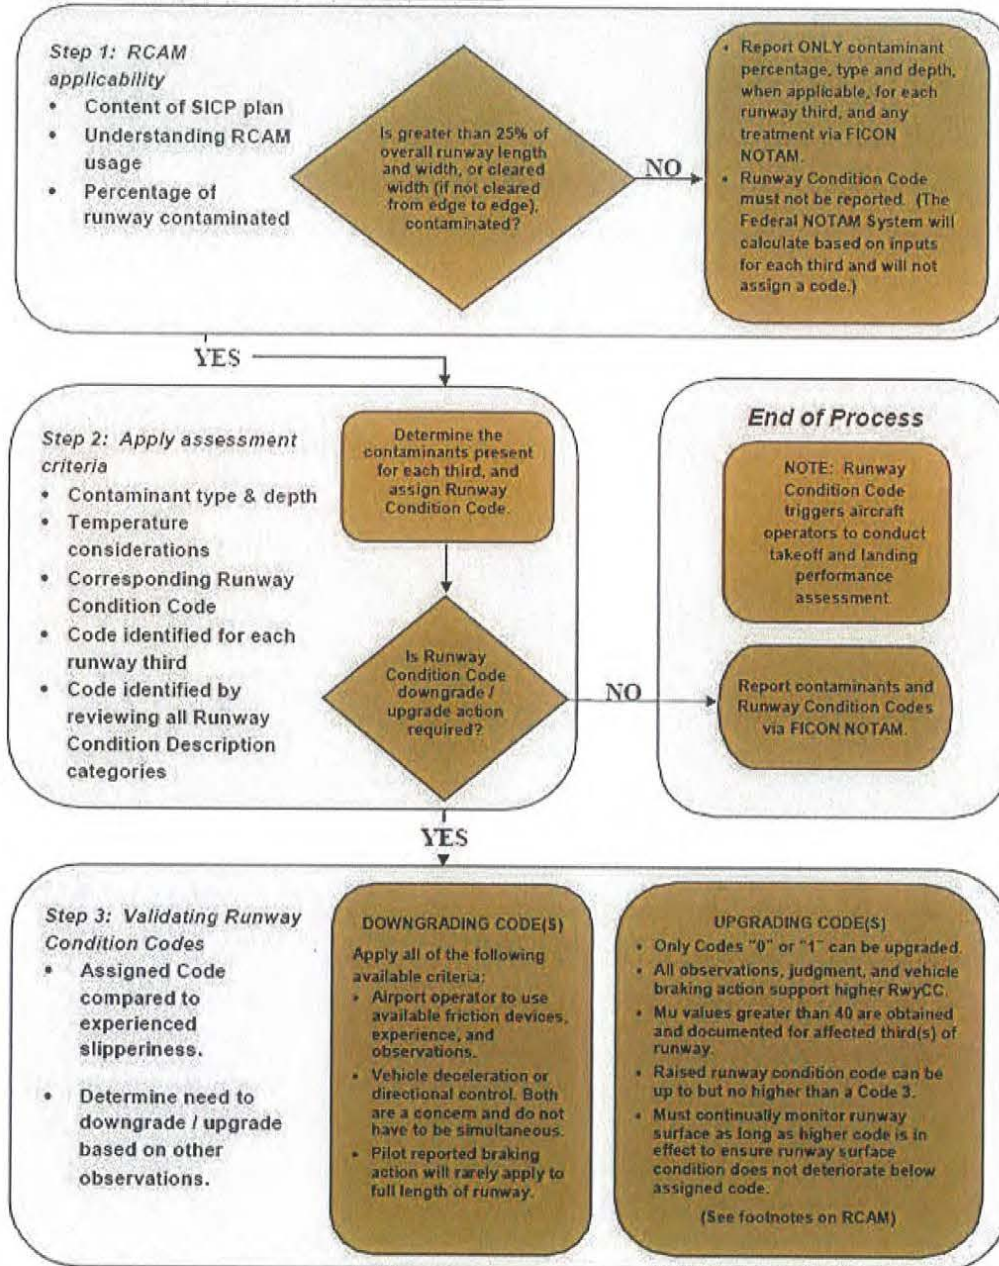 Step 1: RCAM
applicability
• Content of SICP plan
• Understanding RCAM
usage
• Percentage of
runway contaminated
Is greater than 25% of
overall runway length
and width, or cleared
width (if not cleared
from edge to edge),
contaminated?
NO
• Report ONLY contaminant
percentage, type and depth,
when applicable, for each
runway third, and any
treatment via FICON
NOTAM.
• Runway Condition Code
must not be reported. (The
Federal NOTAM System will
calculate based on inputs
for each third and will not
assign a code.)
YES
Step 2: Apply assessment
criteria
• Contaminant type & depth
• Temperature
considerations
• Corresponding Runway
Condition Code
• Code identified for each
runway third
• Code identified by
reviewing all Runway
Condition Description
categories
Determine the
contaminants present
for each third, and
assign Runway
Condition Code.
Is Runway
Condition Code
downgrade /
upgrade action
required?
NO
End of Process
NOTE: Runway
Condition Code
triggers aircraft
operators to conduct
takeoff and landing
performance
assessment.
Report contaminants and
Runway Condition Codes
via FICON NOTAM.
YES
Step 3: Validating Runway
Condition Codes
• Assigned Code
compared to
experienced
slipperiness.
• Determine need to
downgrade / upgrade
based on other
observations.
DOWNGRADING CODE(S)
Apply all of the following
available criteria:
• Airport operator to use
available friction devices,
experience, and
observations.
• Vehicle deceleration or
directional control. Both
are a concern and do not
have to be simultaneous.
• Pilot reported braking
action will rarely apply to
full length of runway.
UPGRADING CODE(S)
• Only Codes "0" or "1" can be upgraded.
• All observations, judgment, and vehicle
braking action support higher RwyCC.
• Mu values greater than 40 are obtained
and documented for affected third(s) of
runway.
• Raised runway condition code can be
up to but no higher than a Code 3.
• Must continually monitor runway
surface as long as higher code is in
effect to ensure runway surface
condition does not deteriorate below
assigned code.
(See footnotes on RCAM)